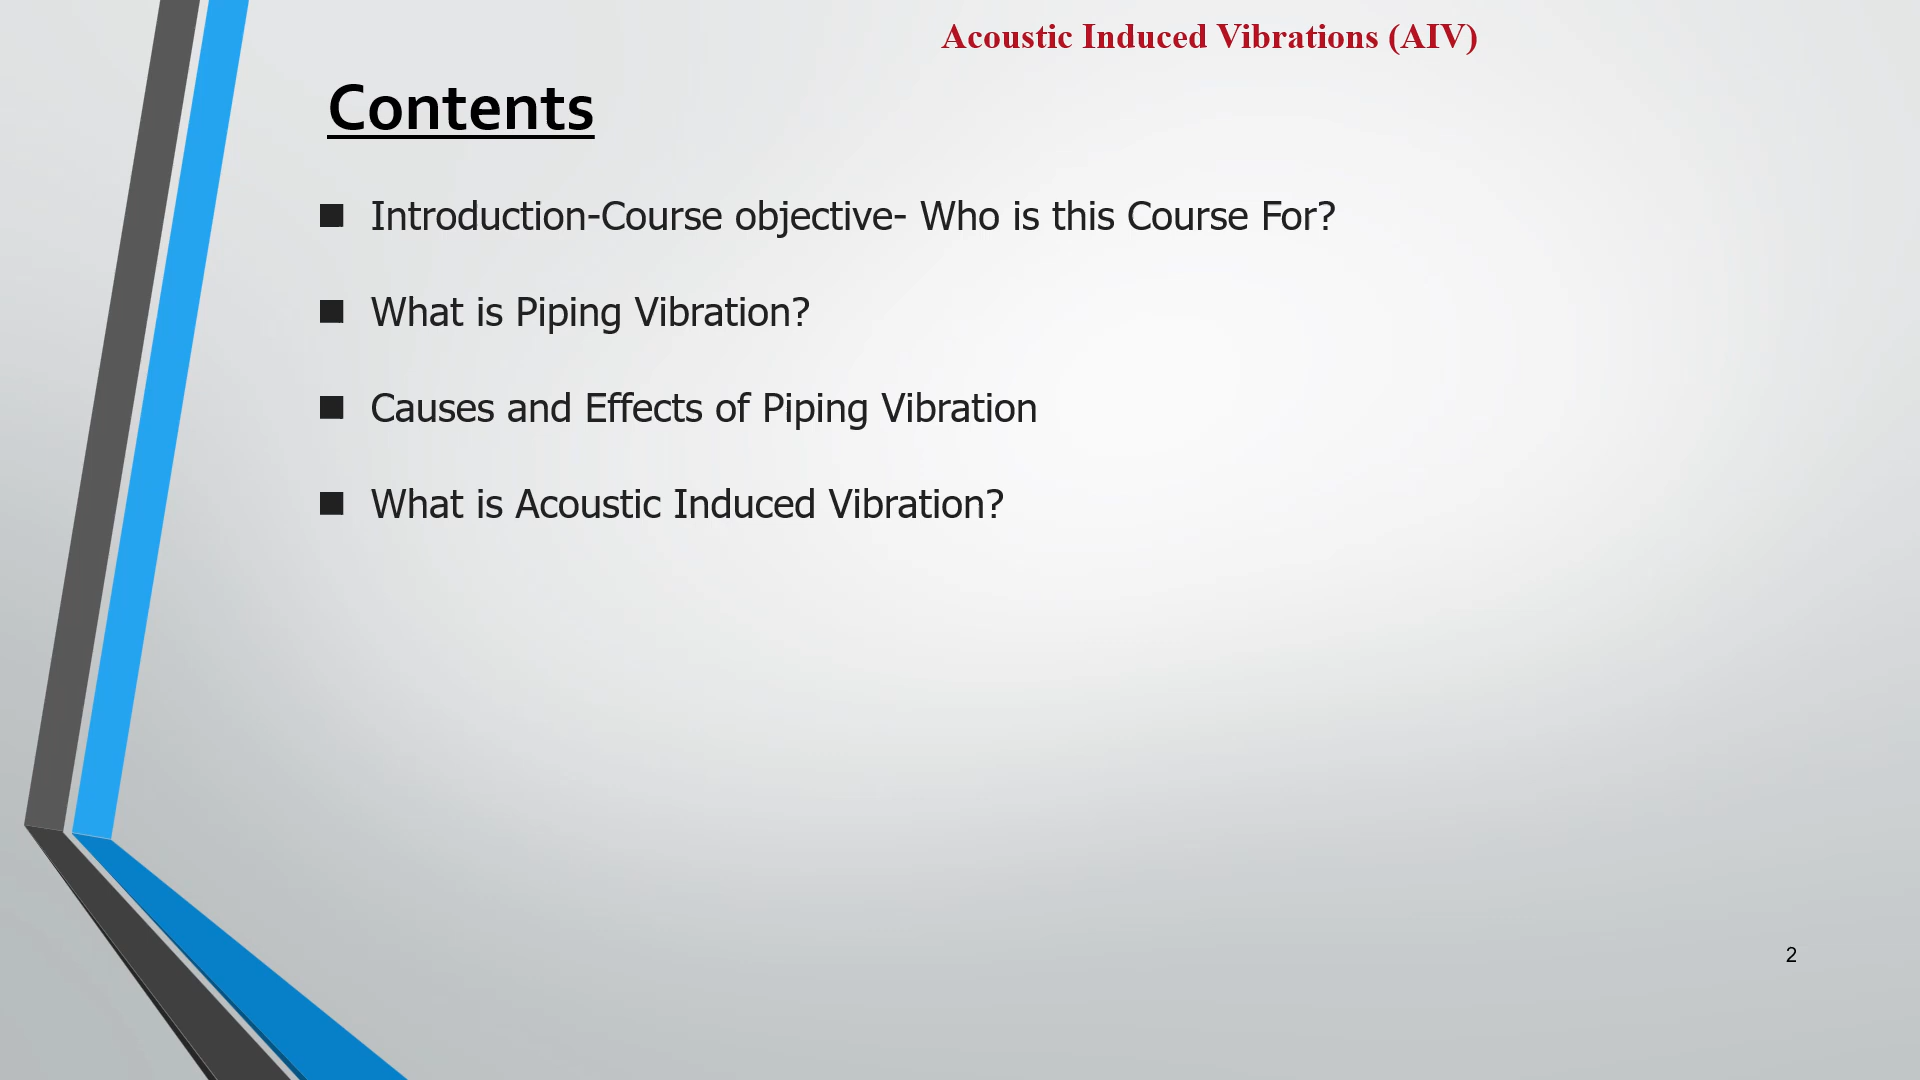 Acoustic Induced Vibrations (AIV)
Contents
■ Introduction-Course objective- Who is this Course For?
■ What is Piping Vibration?
■ Causes and Effects of Piping Vibration
■ What is Acoustic Induced Vibration?
2